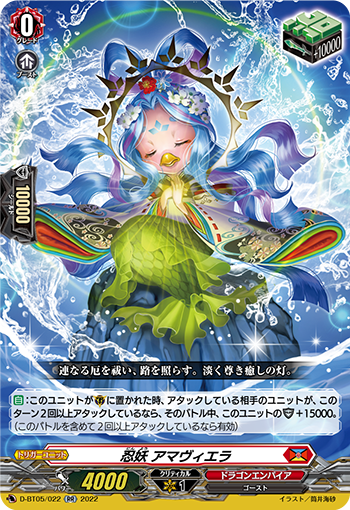 0
グレード
ブースト
治
+10000
10000
シールド
連なる厄を祓い、路を照らす。淡く尊き癒しの灯。
自:このユニットが(G)に置かれた時、アタックしている相手のユニットが、この
ターン2回以上アタックしているなら、そのバトル中、このユニットの+15000。
(このバトルを含めて2回以上アタックしているなら有効)
トリガーユニット
忍妖 アマヴィエラ
パワー 4000
クリティカル
1
ドラゴンエンパイア
ゴースト
D-BT05/022 RR 2022
イラスト/筒井海砂